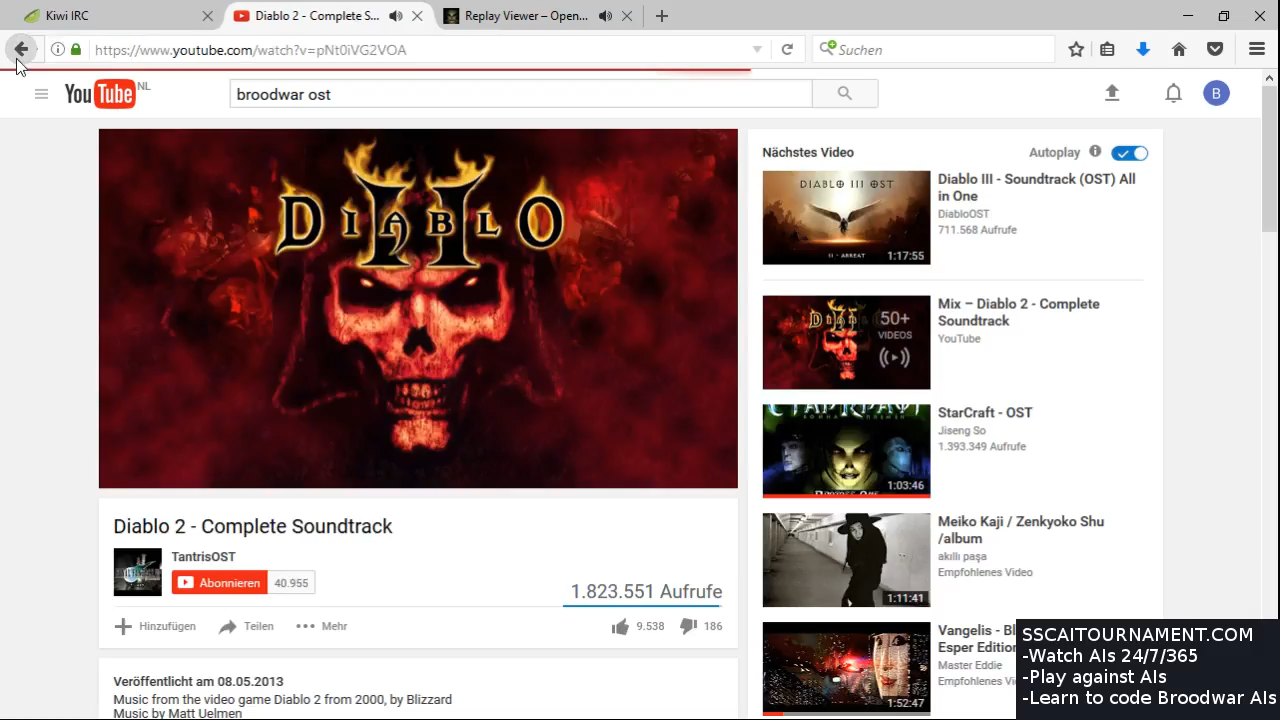 Kiwi IRC
Diablo 2 - Complete S...
Replay Viewer – Open...
https://www.youtube.com/watch?v=pNt0iVG2VOA
Suchen
YouTube NL
broodwar ost
B
DIABLO II
Nächstes Video
Autoplay
DIABLO III OST
II - ARREAT
1:17:55
Diablo III - Soundtrack (OST) All
in One
DiabloOST
711.568 Aufrufe
50+
VIDEOS
Mix – Diablo 2 - Complete
Soundtrack
YouTube
1:03:46
StarCraft - OST
Jiseng So
1.393.349 Aufrufe
1:11:41
Meiko Kaji / Zenkyoko Shu
/album
akıllı paşa
Empfohlenes Video
1:52:47
Vangelis - Bl
Esper Edition
Master Eddie
Empfohlenes Vi
Diablo 2 - Complete Soundtrack
TantrisOST
Abonnieren 40.955
1.823.551 Aufrufe
Hinzufügen Teilen Mehr 9.538 186
Veröffentlicht am 08.05.2013
Music from the video game Diablo 2 from 2000, by Blizzard
Music by Matt Uelmen
SSCAITOURNAMENT.COM
-Watch AIs 24/7/365
-Play against AIs
-Learn to code Broodwar AIs